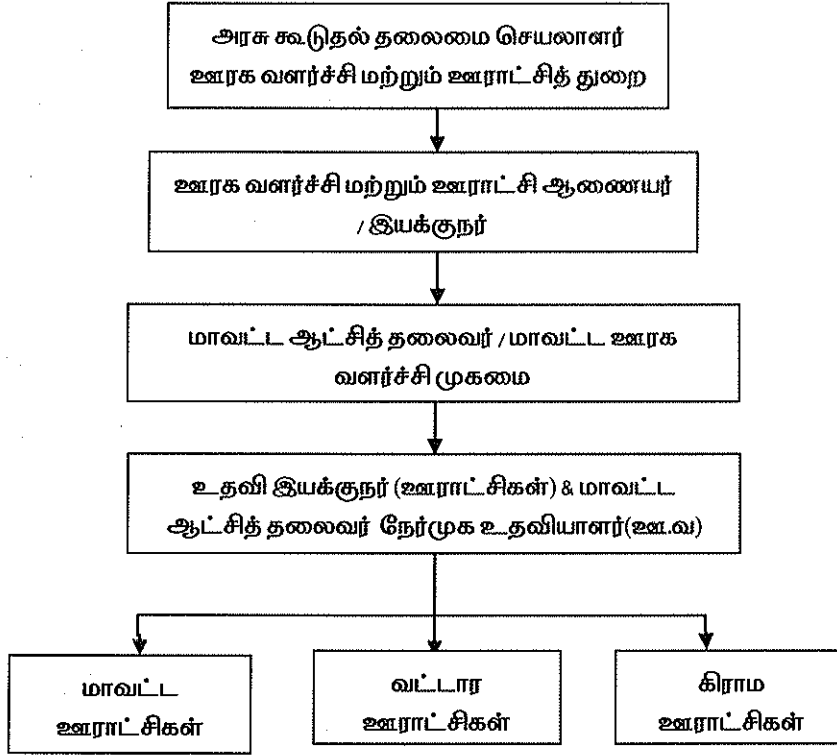 அரசு கூடுதல் தலைமை செயலாளர்
ஊரக வளர்ச்சி மற்றும் ஊராட்சித் துறை
ஊரக வளர்ச்சி மற்றும் ஊராட்சி ஆணையர்
/ இயக்குநர்
மாவட்ட ஆட்சித் தலைவர் / மாவட்ட ஊரக
வளர்ச்சி முகமை
உதவி இயக்குநர் (ஊராட்சிகள்) & மாவட்ட
ஆட்சித் தலைவர் நேர்முக உதவியாளர்(ஊ.வ)
மாவட்ட
ஊராட்சிகள்
வட்டார
ஊராட்சிகள்
கிராம
ஊராட்சிகள்